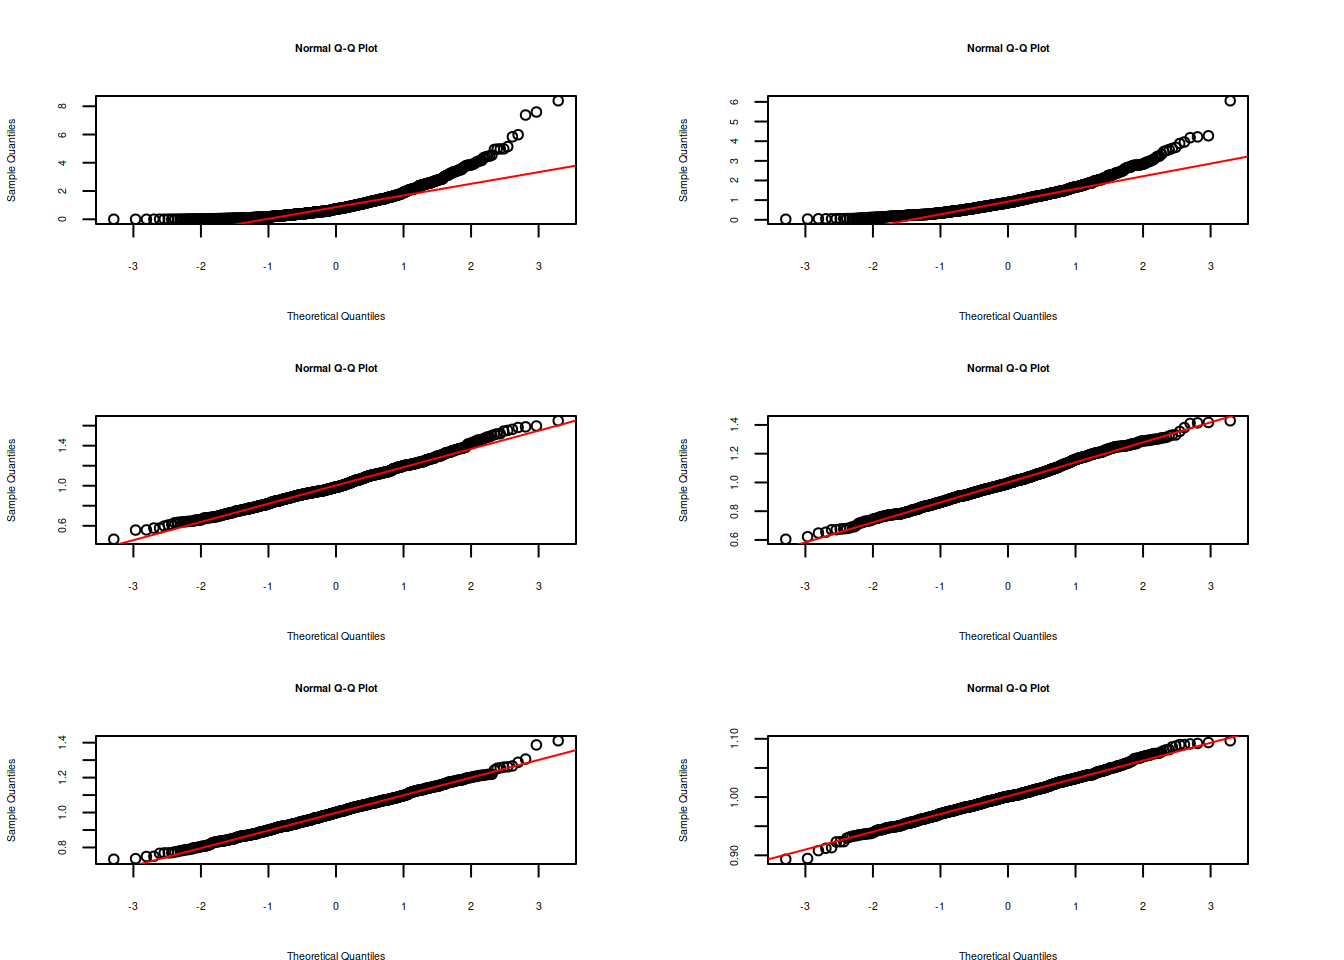 Normal Q-Q Plot
Normal Q-Q Plot
Sample Quantiles
0 2 4 6 8
Sample Quantiles
0 1 2 3 4 5 6
-3 -2 -1 0 1 2 3
-3 -2 -1 0 1 2 3
Theoretical Quantiles
Theoretical Quantiles
Normal Q-Q Plot
Normal Q-Q Plot
Sample Quantiles
0.6 1.0 1.4
Sample Quantiles
0.6 0.8 1.0 1.2 1.4
-3 -2 -1 0 1 2 3
-3 -2 -1 0 1 2 3
Theoretical Quantiles
Theoretical Quantiles
Normal Q-Q Plot
Normal Q-Q Plot
Sample Quantiles
0.8 1.0 1.2 1.4
Sample Quantiles
0.90 1.00 1.10
-3 -2 -1 0 1 2 3
-3 -2 -1 0 1 2 3
Theoretical Quantiles
Theoretical Quantiles